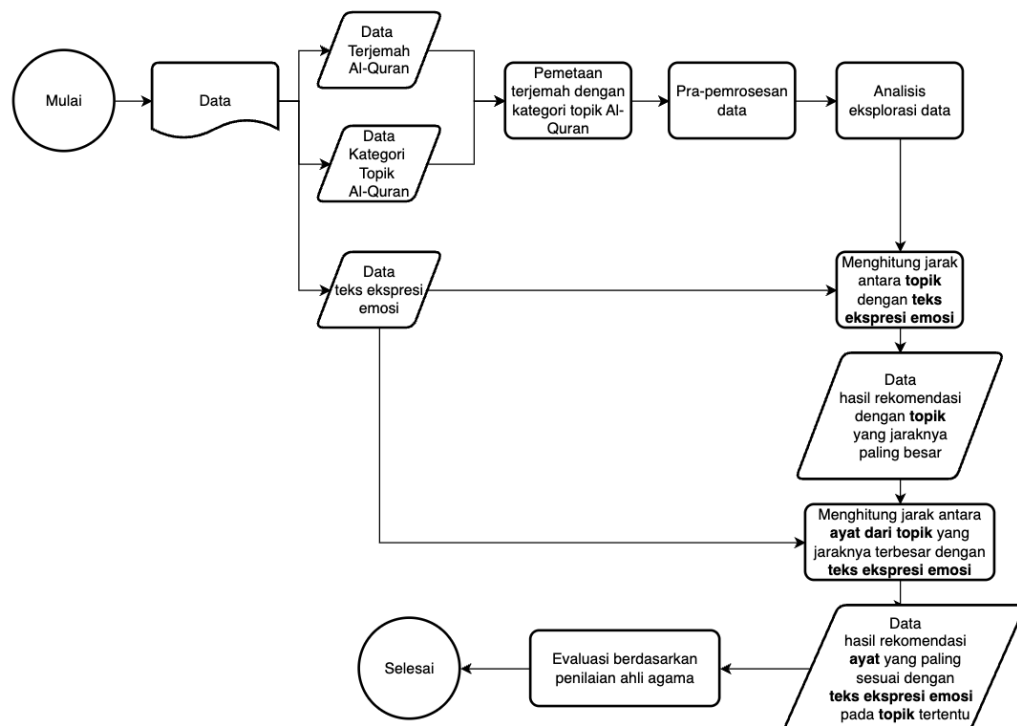 Mulai
Data
Data
Terjemah
Al-Quran
Data
Kategori
Topik
Al-Quran
Pemetaan
terjemah dengan
kategori topik Al-
Quran
Pra-pemrosesan
data
Analisis
eksplorasi data
Data
teks ekspresi
emosi
Menghitung jarak
antara topik
dengan teks
ekspresi emosi
Data
hasil rekomendasi
dengan topik
yang jaraknya
paling besar
Menghitung jarak antara
ayat dari topik yang
jaraknya terbesar dengan
teks ekspresi emosi
Data
hasil rekomendasi
ayat yang paling
sesuai dengan
teks ekspresi emosi
pada topik tertentu
Evaluasi berdasarkan
penilaian ahli agama
Selesai